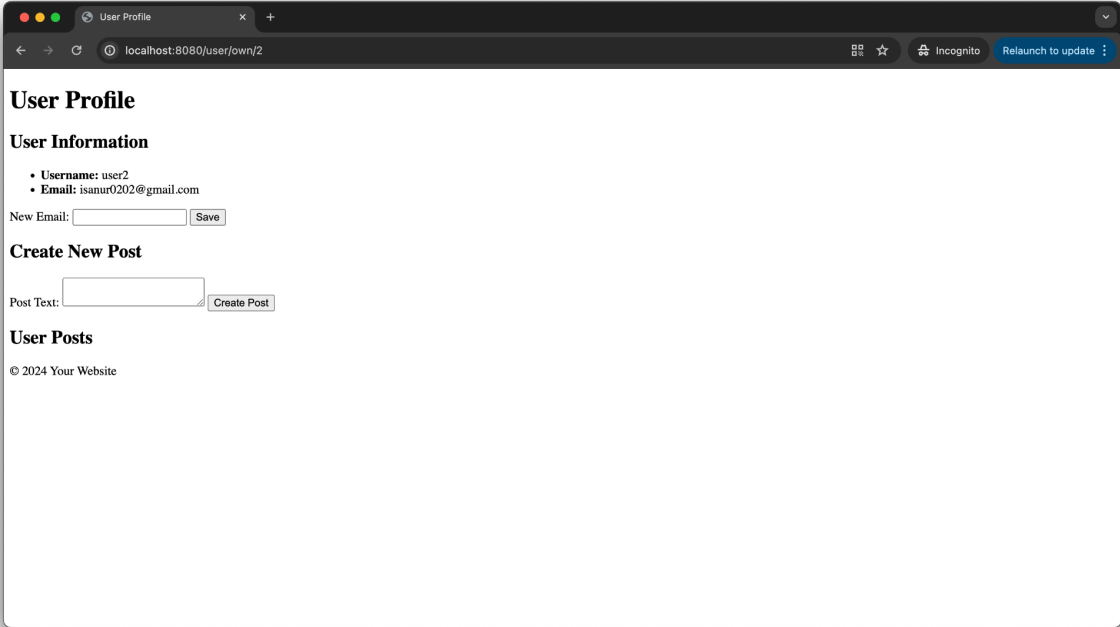 User Profile
localhost:8080/user/own/2
Incognito
Relaunch to update
User Profile
User Information
Username: user2
Email: isanur0202@gmail.com
New Email:
Save
Create New Post
Post Text:
Create Post
User Posts
© 2024 Your Website